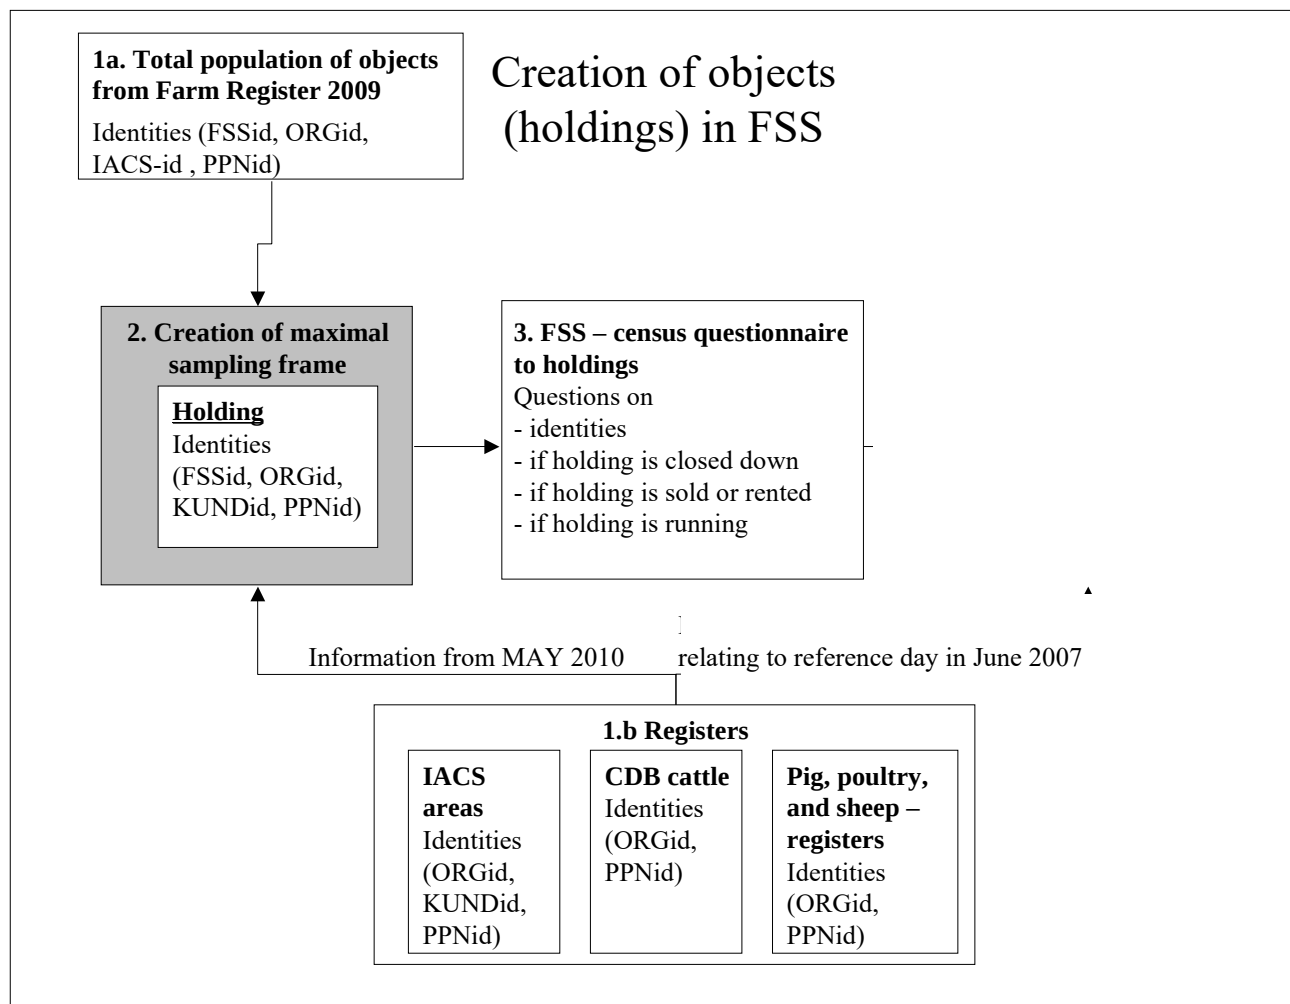 1a. Total population of objects
from Farm Register 2009
Identities (FSSid, ORGid,
IACS-id , PPNid)
Creation of objects
(holdings) in FSS
2. Creation of maximal
sampling frame
Holding
Identities
(FSSid, ORGid,
KUNDid, PPNid)
3. FSS – census questionnaire
to holdings
Questions on
- identities
- if holding is closed down
- if holding is sold or rented
- if holding is running
Information from MAY 2010
relating to reference day in June 2007
1.b Registers
IACS
areas
Identities
(ORGid,
KUNDid,
PPNid)
CDB cattle
Identities
(ORGid,
PPNid)
Pig, poultry,
and sheep –
registers
Identities
(ORGid,
PPNid)